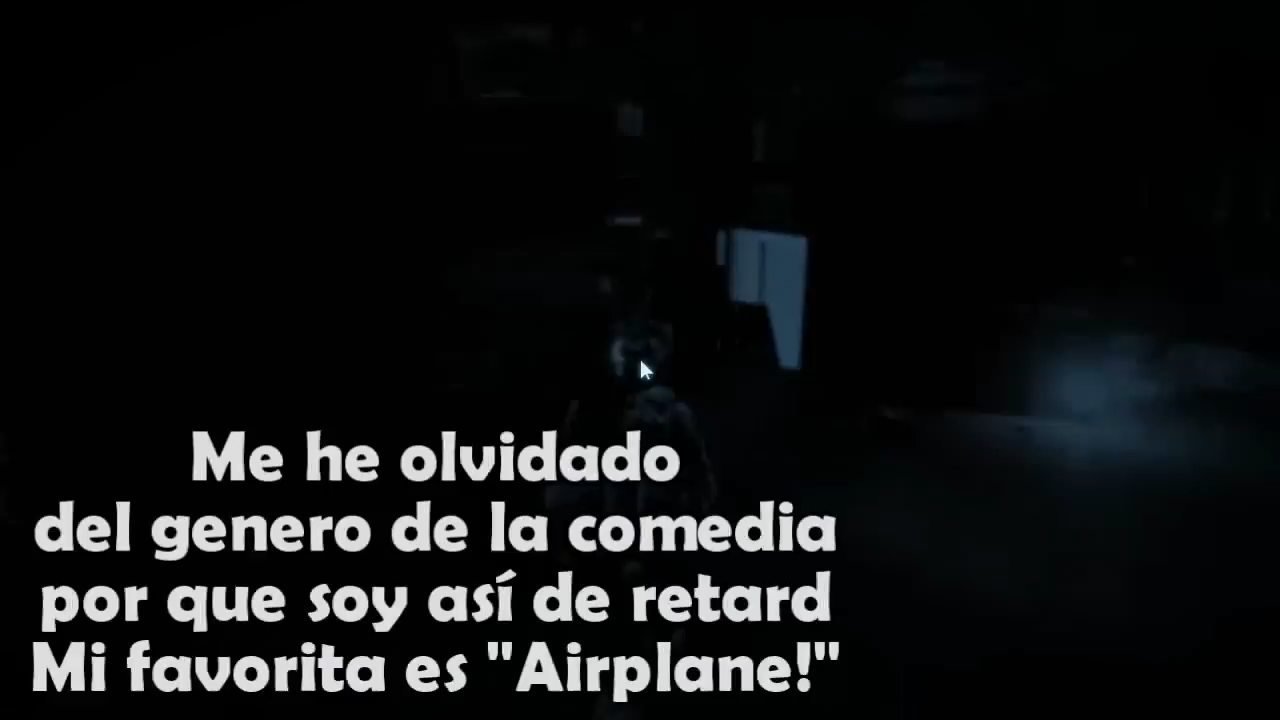 Me he olvidado
del genero de la comedia
por que soy así de retard
Mi favorita es "Airplane!"